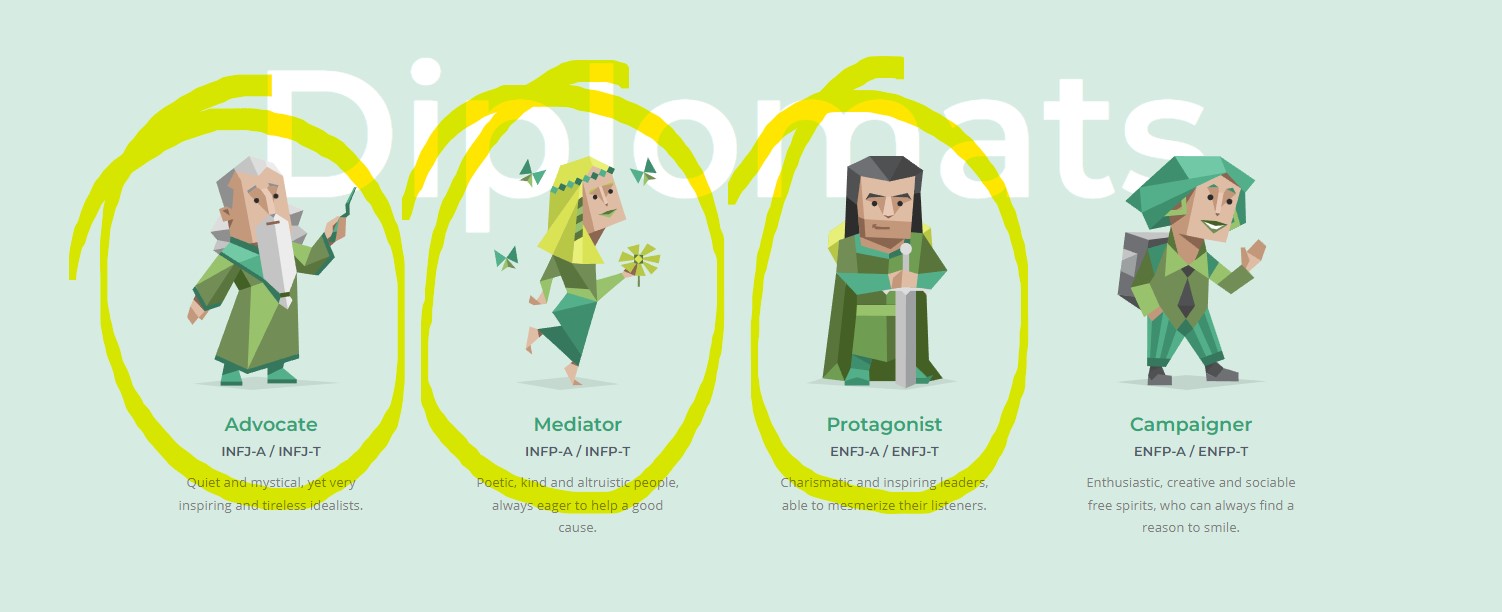 Diplomats
Advocate
INFJ-A / INFJ-T
Quiet and mystical, yet very
inspiring and tireless idealists.
Mediator
INFP-A / INFP-T
Poetic, kind and altruistic people,
always eager to help a good
cause.
Protagonist
ENFJ-A / ENFJ-T
Charismatic and inspiring leaders,
able to mesmerize their listeners.
Campaigner
ENFP-A / ENFP-T
Enthusiastic, creative and sociable
free spirits, who can always find a
reason to smile.